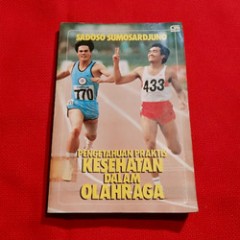 SADOSO SUMOSARDJUNO
770
433
PENGETAHUAN PRAKTIS
KESEHATAN
DALAM
OLAHRAGA